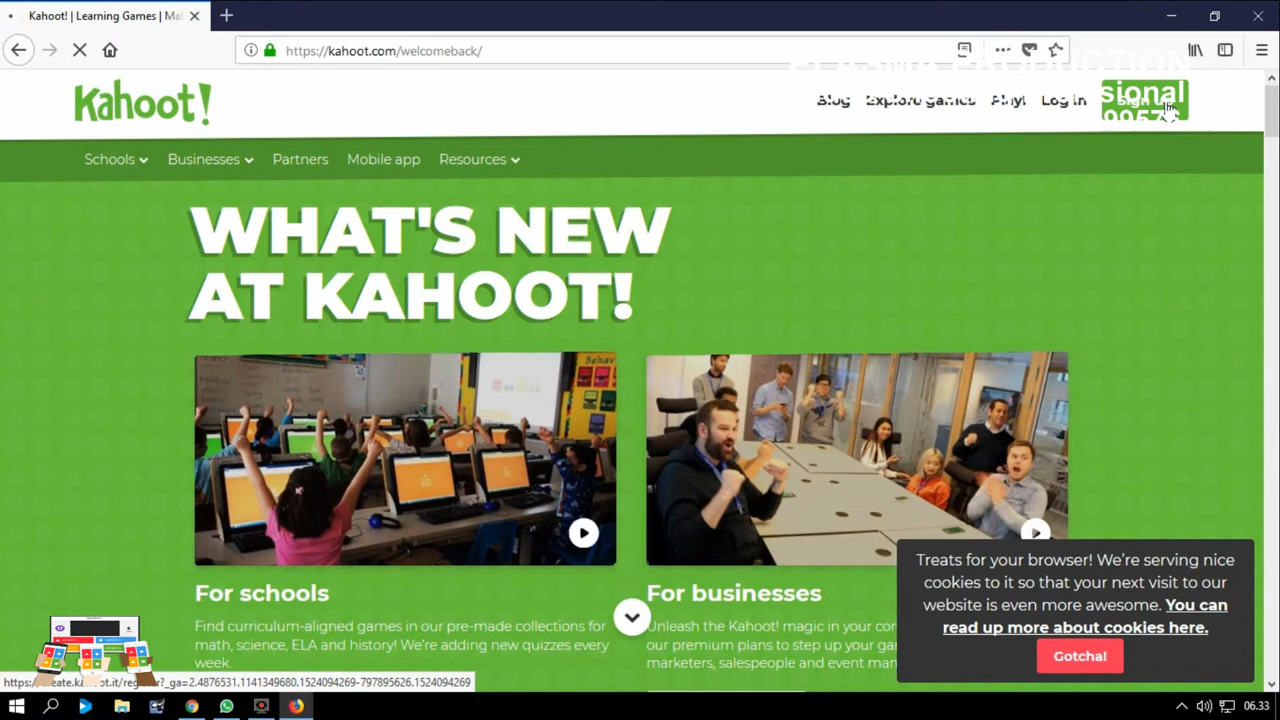 Kahoot! | Learning Games | Ma
https://kahoot.com/welcomeback/
PLASMA PRODUCTION
Kahoot!
Blog Explore games Play! Log in
sional
Schools Businesses Partners Mobile app Resources
WHAT'S NEW
AT KAHOOT!
For schools
Find curriculum-aligned games in our pre-made collections for
math, science, ELA and history! We're adding new quizzes every
week.
For businesses
Unleash the Kahoot! magic in your
our premium plans to step up your
marketers, salespeople and event
Treats for your browser! We're serving nice
cookies to it so that your next visit to our
website is even more awesome. You can
read up more about cookies here.
Gotcha!
06.33